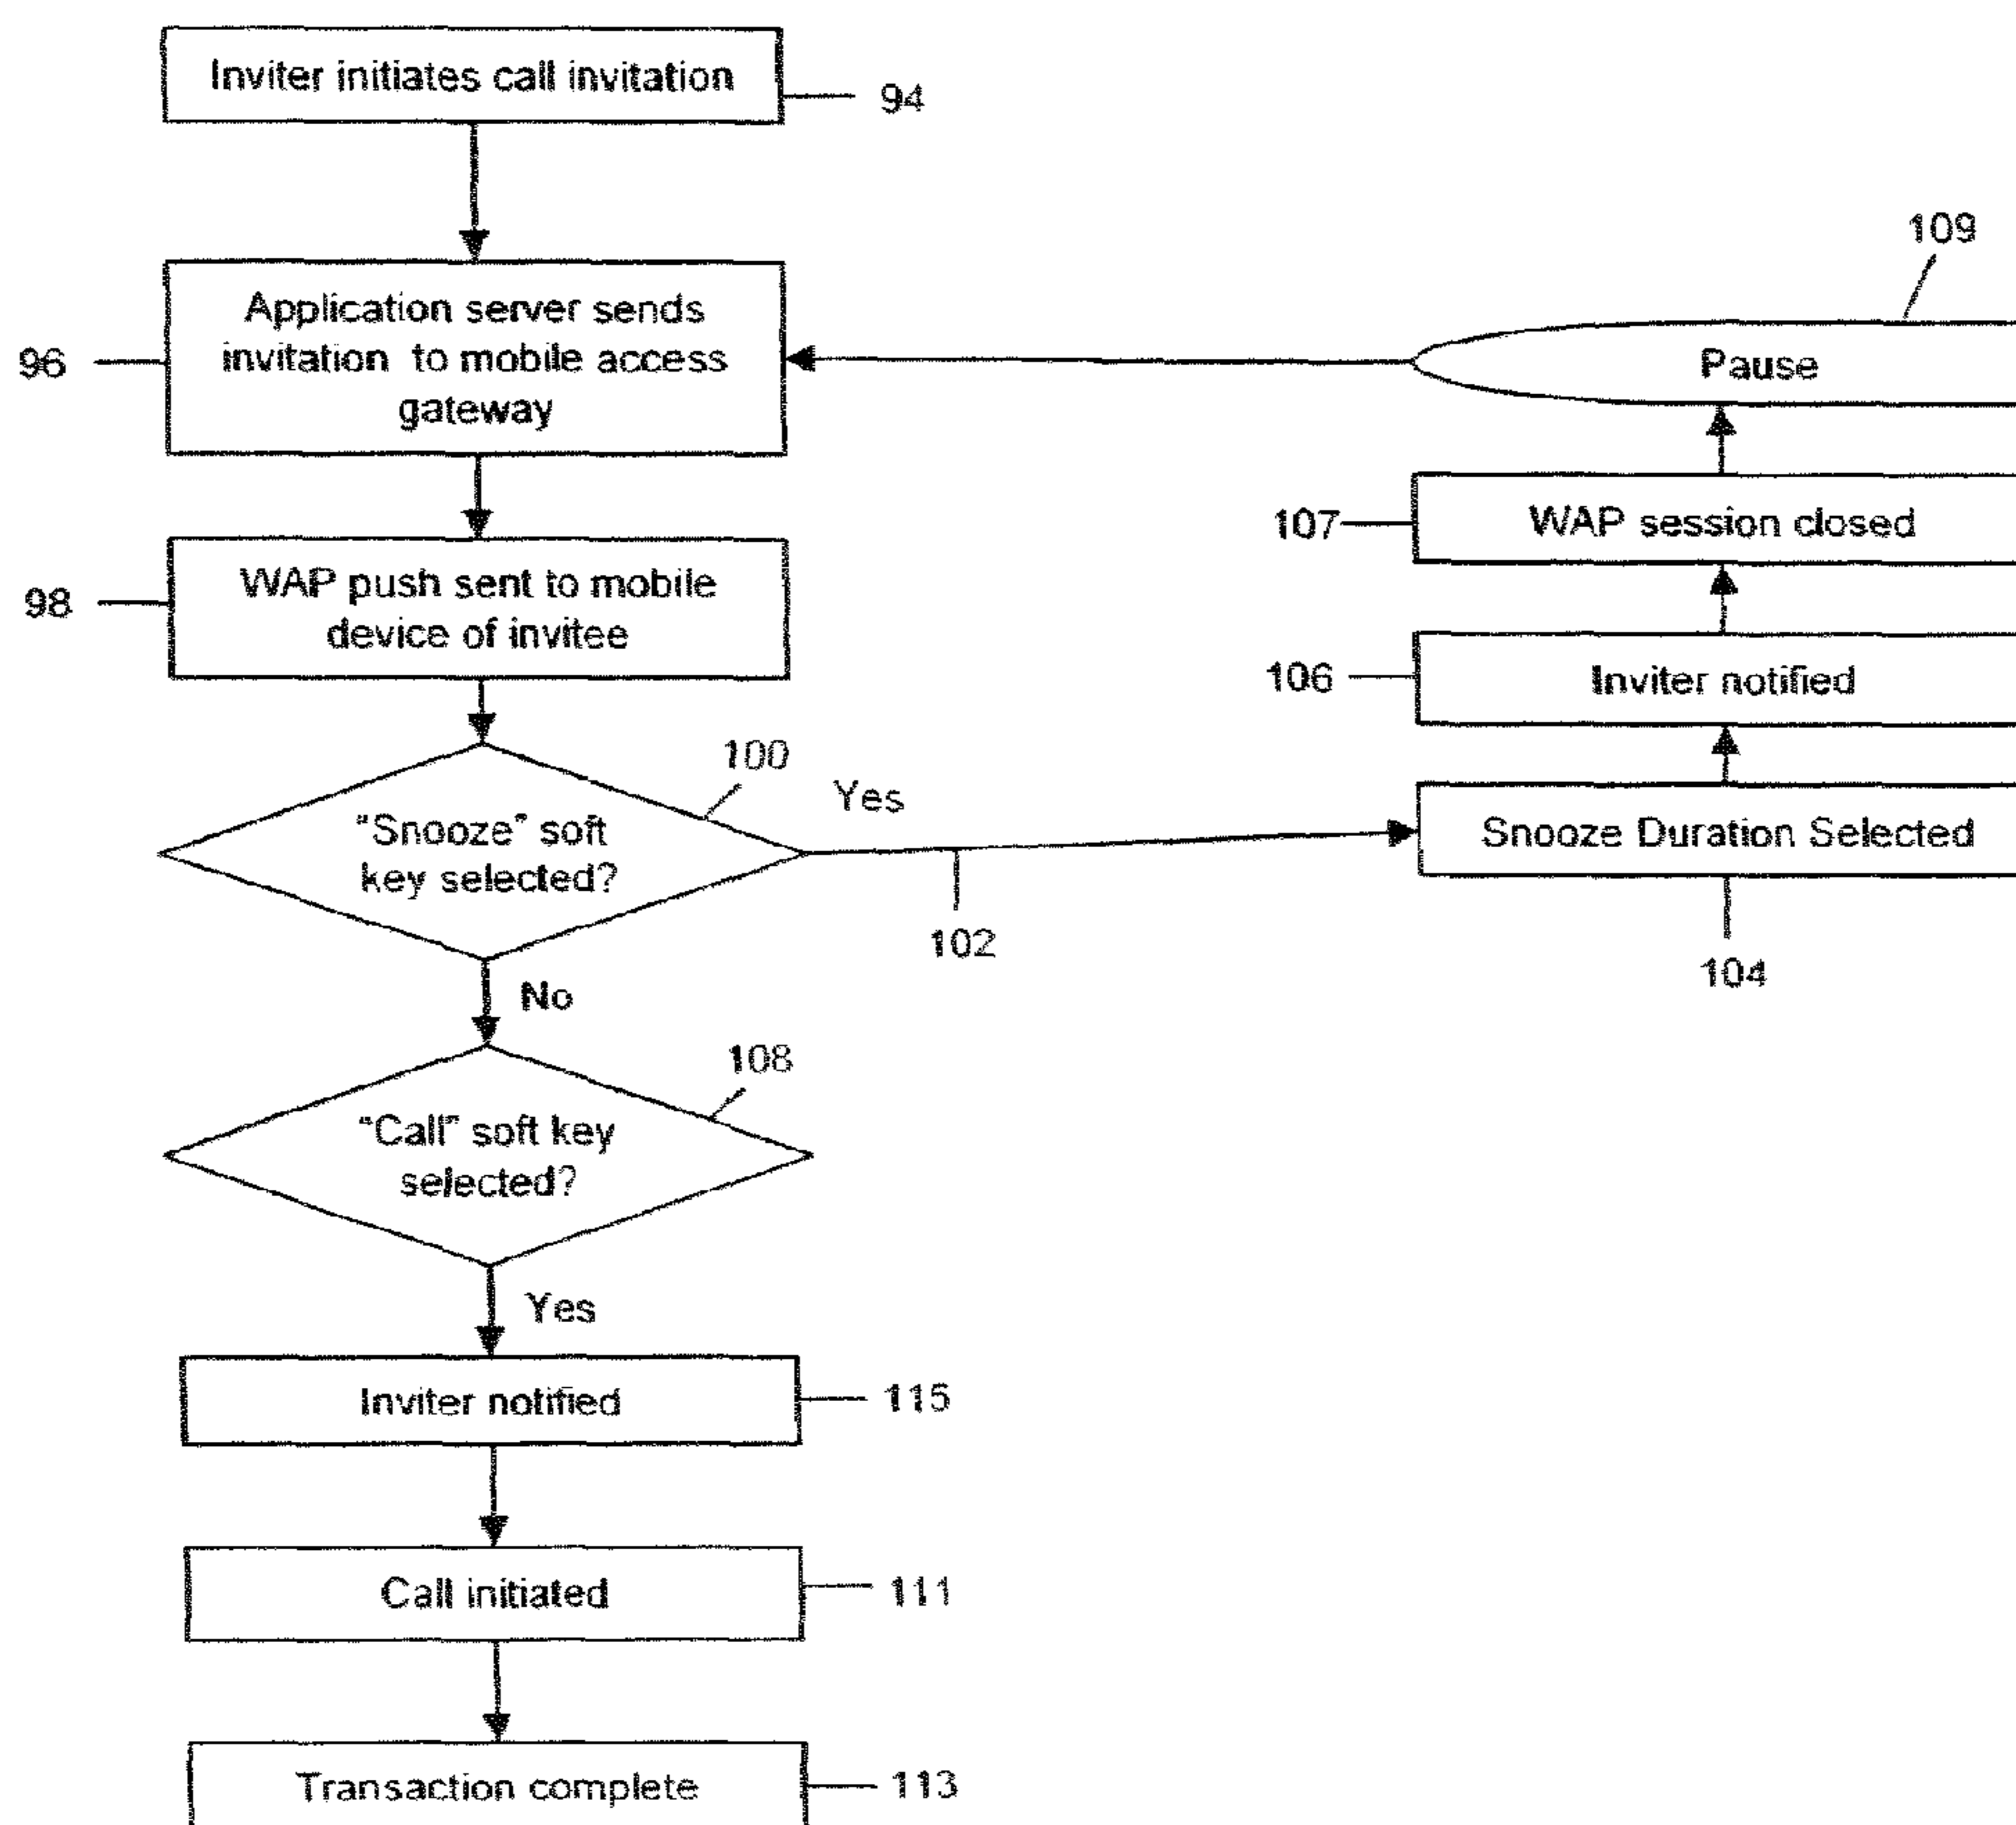 Inviter initiates call invitation
94
109
Application server sends
invitation to mobile access
gateway
96
Pause
107
WAP session closed
WAP push sent to mobile
device of invitee
98
106
Inviter notified
100
Yes
"Snooze" soft
key selected?
Snooze Duration Selected
102
104
No
108
"Call" soft key
selected?
Yes
Inviter notified
115
Call initiated
111
Transaction complete
113